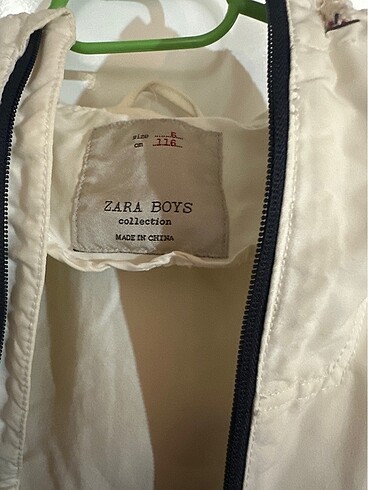 size 6
cm 116
ZARA BOYS
collection
MADE IN CHINA